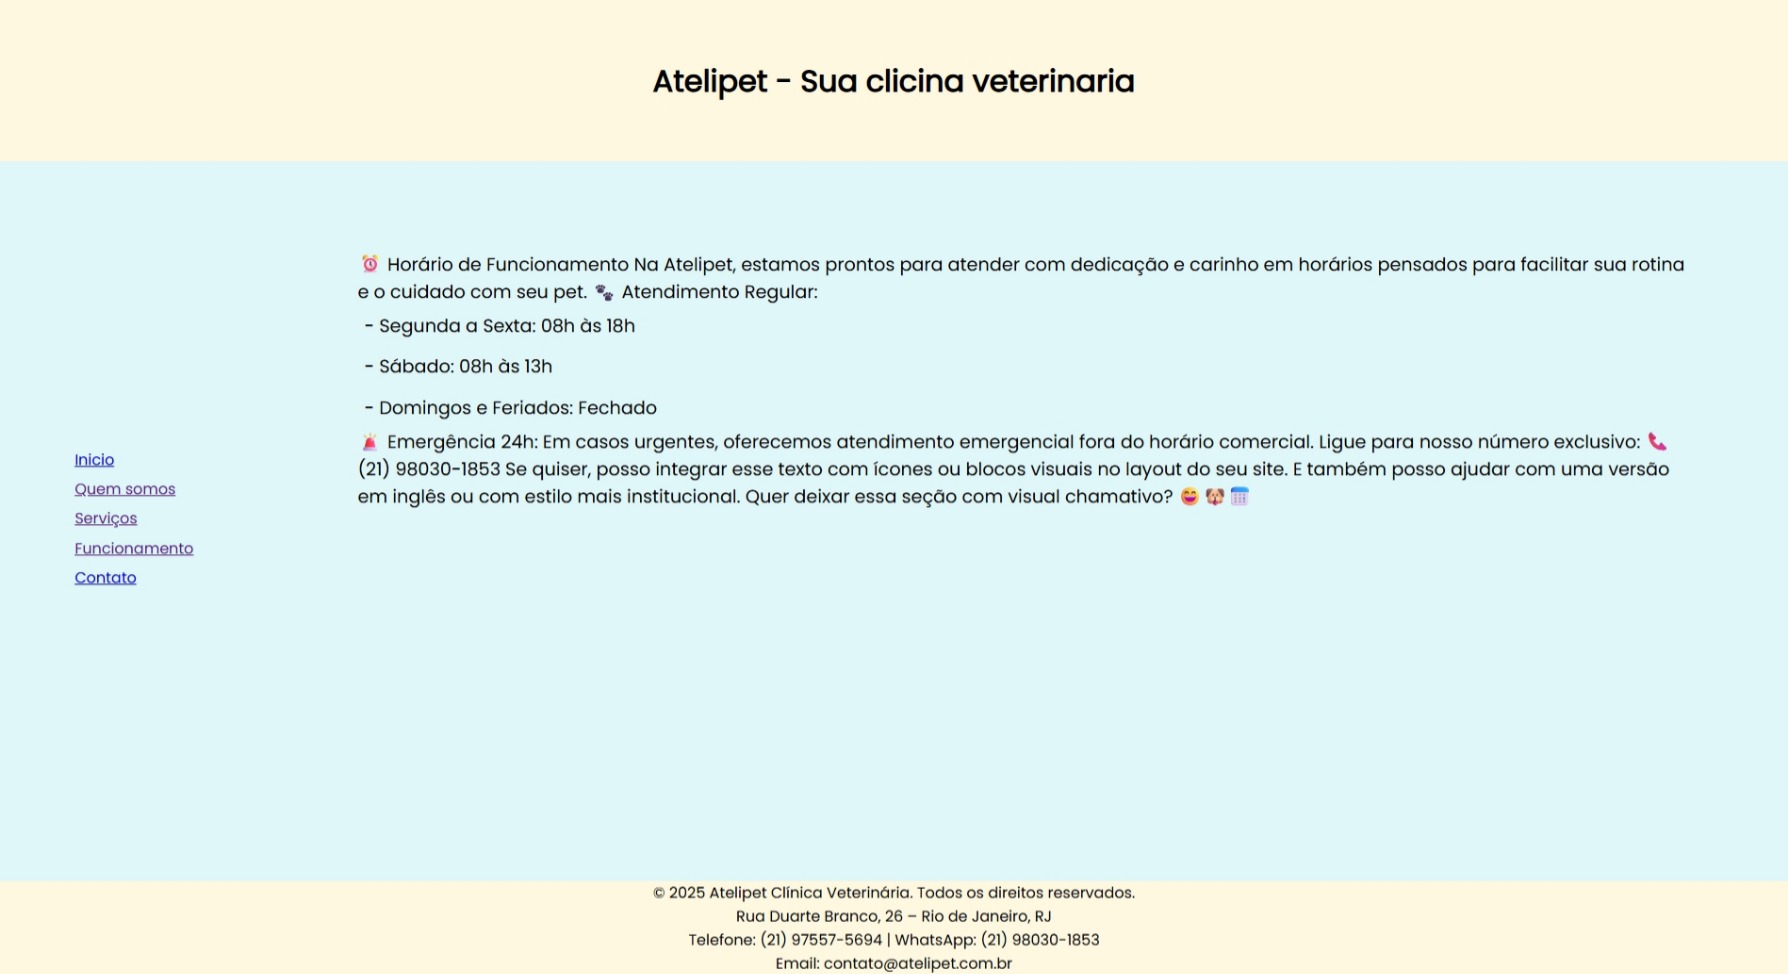 Atelipet - Sua clicina veterinaria
⏰ Horário de Funcionamento Na Atelipet, estamos prontos para atender com dedicação e carinho em horários pensados para facilitar sua rotina
e o cuidado com seu pet. 🐾 Atendimento Regular:
- Segunda a Sexta: 08h às 18h
- Sábado: 08h às 13h
- Domingos e Feriados: Fechado
🚨 Emergência 24h: Em casos urgentes, oferecemos atendimento emergencial fora do horário comercial. Ligue para nosso número exclusivo: 📞
(21) 98030-1853 Se quiser, posso integrar esse texto com ícones ou blocos visuais no layout do seu site. E também posso ajudar com uma versão
em inglês ou com estilo mais institucional. Quer deixar essa seção com visual chamativo? 😄🐶📅
Inicio
Quem somos
Serviços
Funcionamento
Contato
© 2025 Atelipet Clínica Veterinária. Todos os direitos reservados.
Rua Duarte Branco, 26 – Rio de Janeiro, RJ
Telefone: (21) 97557-5694 | WhatsApp: (21) 98030-1853
Email: contato@atelipet.com.br